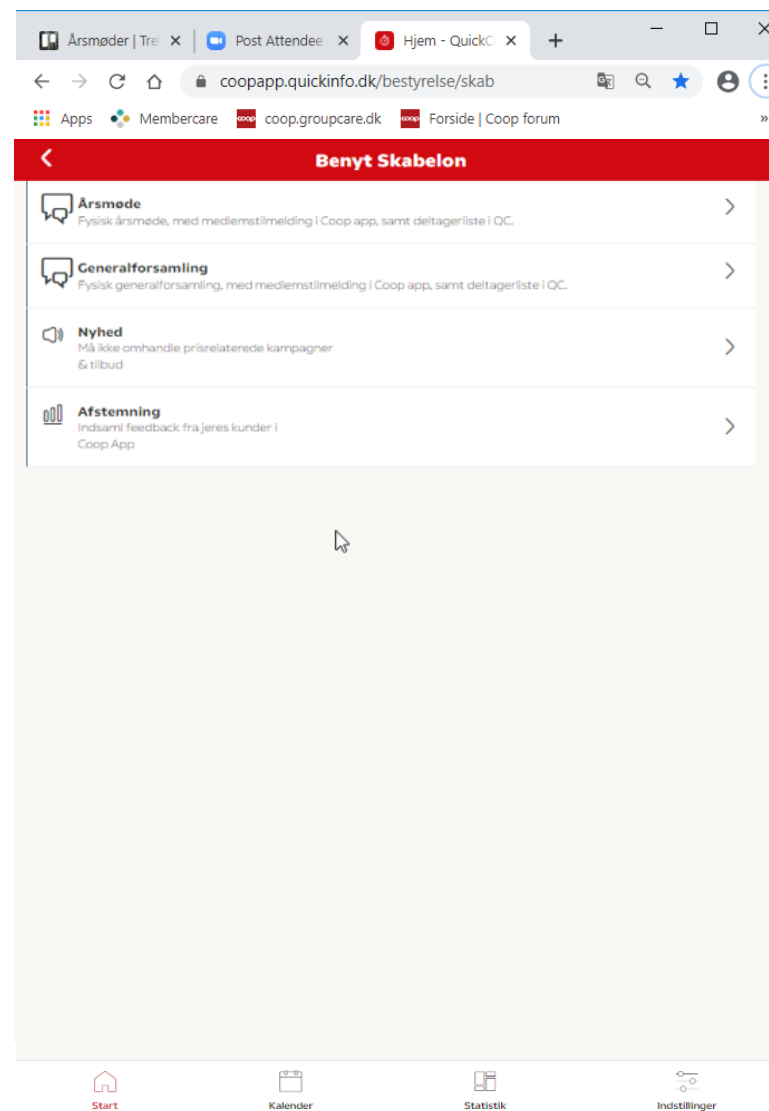 Årsmøder | Tre
Post Attendee
Hjem - QuickC
coopapp.quickinfo.dk/bestyrelse/skab
Apps
Membercare
coop.groupcare.dk
Forside | Coop forum
»
Benyt Skabelon
Årsmøde
Fysisk årsmøde, med medlemstilmelding i Coop app, samt deltagerliste i QC.
Generalforsamling
Fysisk generalforsamling, med medlemstilmelding i Coop app, samt deltagerliste i QC.
Nyhed
Må ikke omhandle prisrelaterede kampagner
& tilbud
Afstemning
Indsaml feedback fra jeres kunder i
Coop App
Start
Kalender
Statistik
Indstillinger